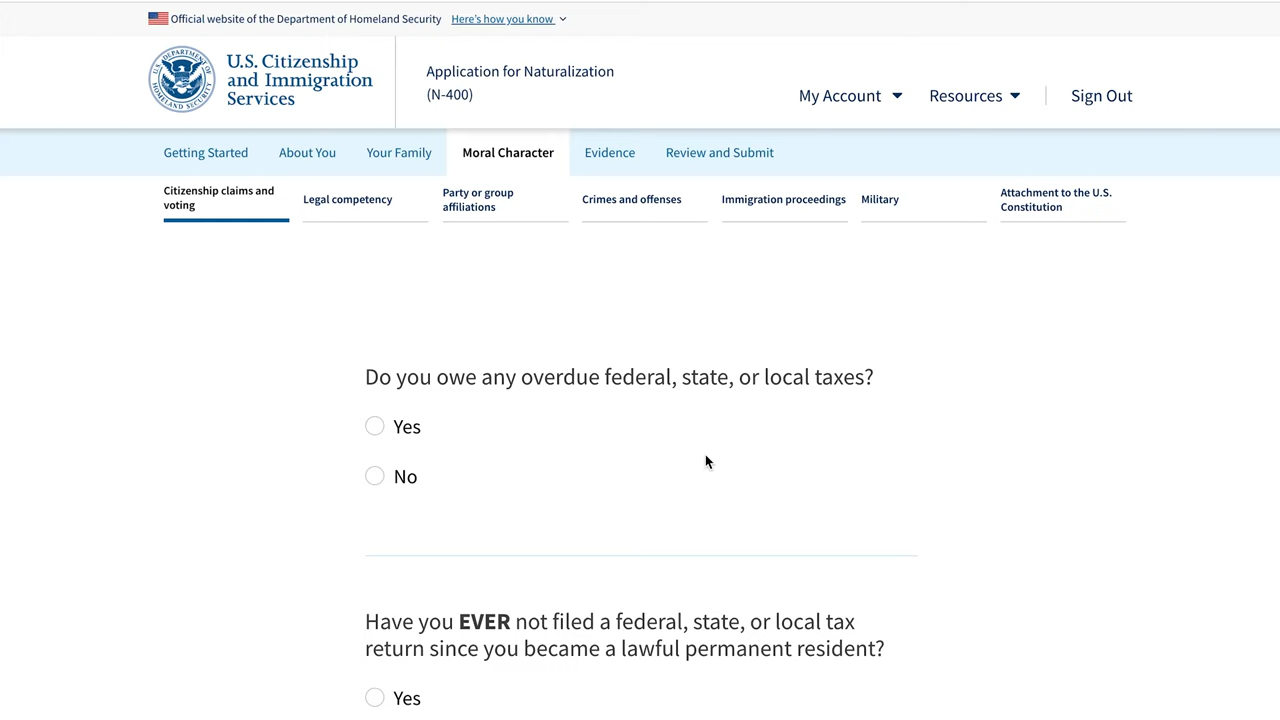 Official website of the Department of Homeland Security Here's how you know
U.S. Citizenship
and Immigration
Services
Application for Naturalization
(N-400)
My Account
Resources
Sign Out
Getting Started
About You
Your Family
Moral Character
Evidence
Review and Submit
Citizenship claims and
voting
Legal competency
Party or group
affiliations
Crimes and offenses
Immigration proceedings
Military
Attachment to the U.S.
Constitution
Do you owe any overdue federal, state, or local taxes?
Yes
No
Have you EVER not filed a federal, state, or local tax
return since you became a lawful permanent resident?
Yes